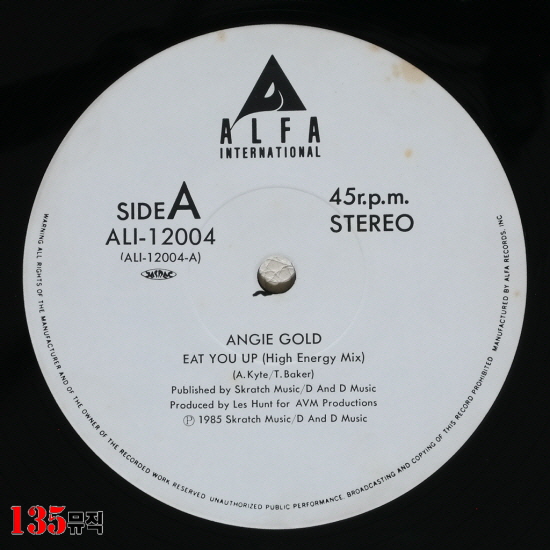 ALFA
INTERNATIONAL
SIDE A
ALI-12004
(ALI-12004-A)
JASRAC
45r.p.m.
STEREO
ANGIE GOLD
EAT YOU UP (High Energy Mix)
(A.Kyte/T.Baker)
Published by Skratch Music/D And D Music
Produced by Les Hunt for AVM Productions
Ⓟ 1985 Skratch Music/D And D Music
WARNING ALL RIGHTS OF THE MANUFACTURER AND OF THE OWNER OF THE RECORDED WORK RESERVED. UNAUTHORIZED PUBLIC PERFORMANCE, BROADCASTING AND COPYING OF THIS RECORD PROHIBITED. MANUFACTURED BY ALFA RECORDS, INC.
135뮤직